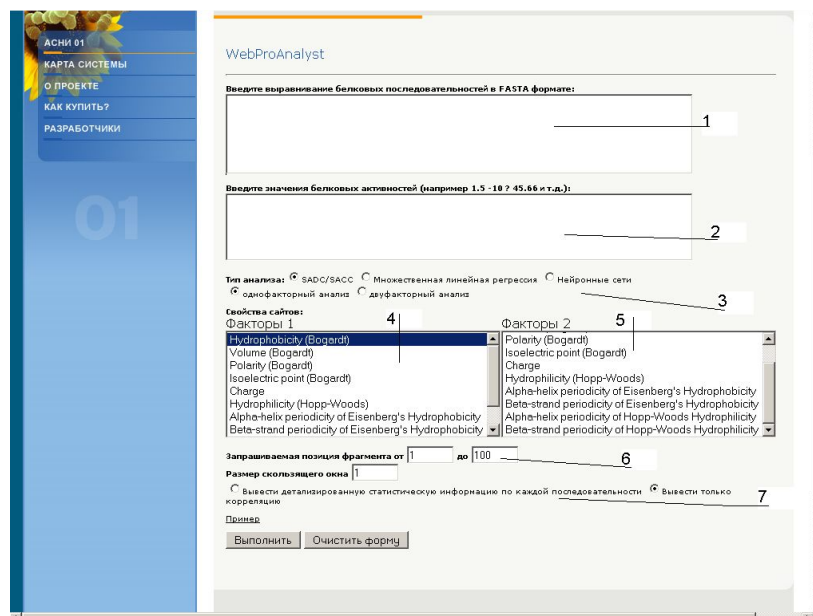 АСНИ 01
КАРТА СИСТЕМЫ
О ПРОЕКТЕ
КАК КУПИТЬ?
РАЗРАБОТЧИКИ
01
WebProAnalyst
Введите выравнивание белковых последовательностей в FASTA формате:
1
Введите значения белковых активностей (например 1.5 -10 ? 45.66 и т.д.):
2
Тип анализа: SADC/SACC Множественная линейная регрессия Нейронные сети
однофакторный анализ двуфакторный анализ
3
Свойства сайтов:
Факторы 1 4 Факторы 2 5
Hydrophobicity (Bogardt)
Volume (Bogardt)
Polarity (Bogardt)
Isoelectric point (Bogardt)
Charge
Hydrophilicity (Hopp-Woods)
Alpha-helix periodicity of Eisenberg's Hydrophobicity
Beta-strand periodicity of Eisenberg's Hydrophobicity
Polarity (Bogardt)
Isoelectric point (Bogardt)
Charge
Hydrophilicity (Hopp-Woods)
Alpha-helix periodicity of Eisenberg's Hydrophobicity
Beta-strand periodicity of Eisenberg's Hydrophobicity
Alpha-helix periodicity of Hopp-Woods Hydrophilicity
Beta-strand periodicity of Hopp-Woods Hydrophilicity
Запрашиваемая позиция фрагмента от 1 до 100 6
Размер скользящего окна 1
Вывести детализированную статистическую информацию по каждой последовательности Вывести только 7
корреляцию
Пример
Выполнить Очистить форму